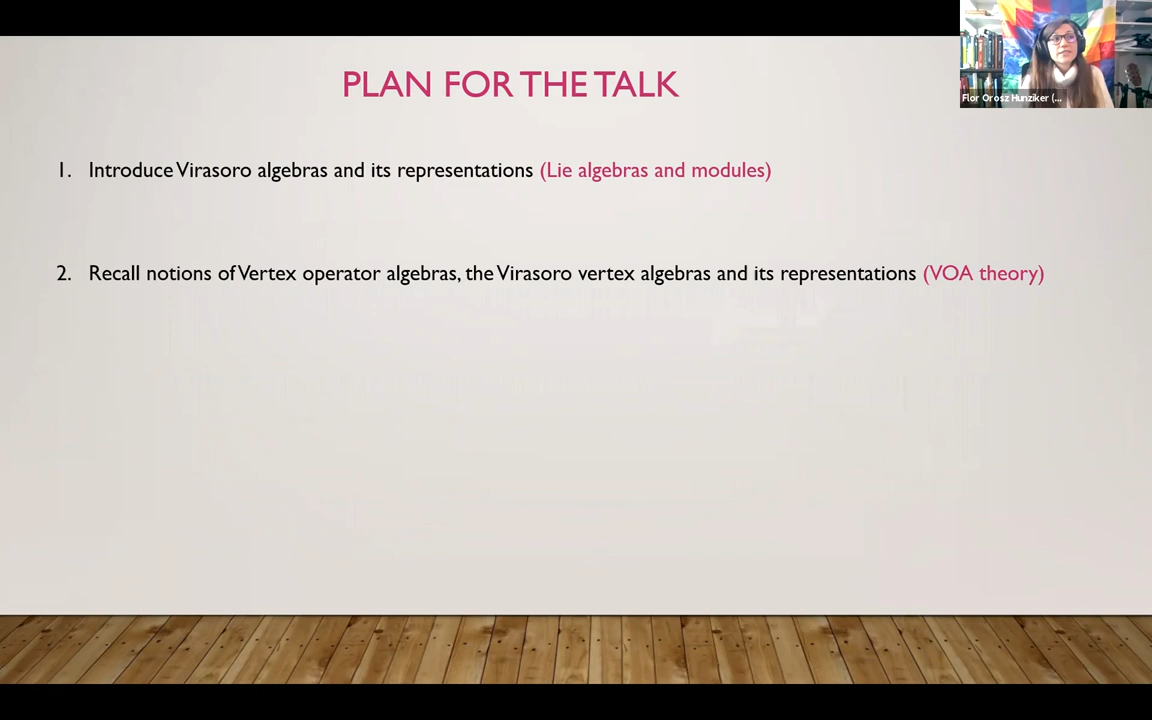 PLAN FOR THE TALK
1. Introduce Virasoro algebras and its representations (Lie algebras and modules)
2. Recall notions of Vertex operator algebras, the Virasoro vertex algebras and its representations (VOA theory)
Flor Orosz Hunziker (...